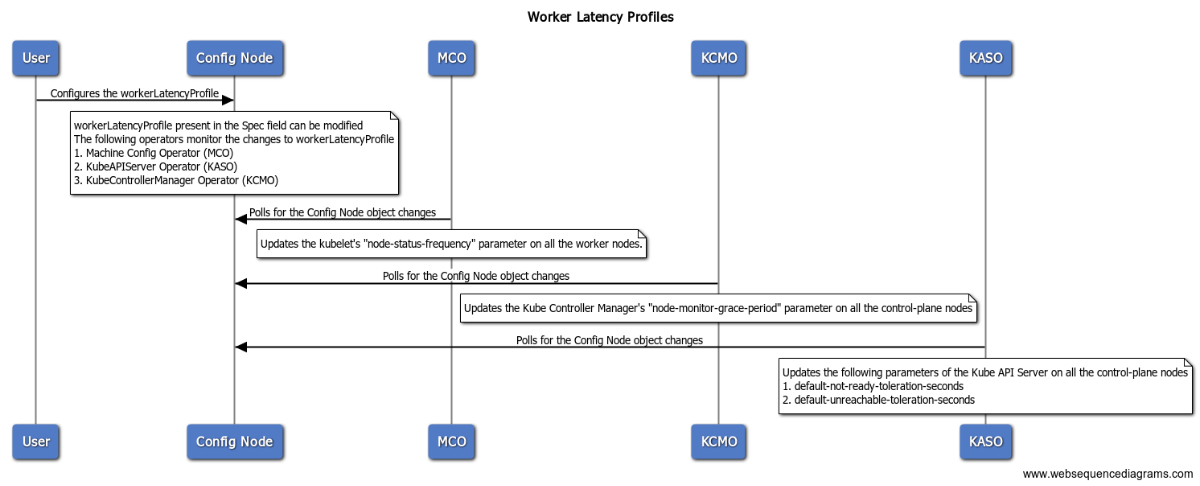 Worker Latency Profiles
User
Config Node
MCO
KCMO
KASO
Configures the workerLatencyProfile
workerLatencyProfile present in the Spec field can be modified
The following operators monitor the changes to workerLatencyProfile
1. Machine Config Operator (MCO)
2. KubeAPIServer Operator (KASO)
3. KubeControllerManager Operator (KCMO)
Polls for the Config Node object changes
Updates the kubelet's "node-status-frequency" parameter on all the worker nodes.
Polls for the Config Node object changes
Updates the Kube Controller Manager's "node-monitor-grace-period" parameter on all the control-plane nodes
Polls for the Config Node object changes
Updates the following parameters of the Kube API Server on all the control-plane nodes
1. default-not-ready-toleration-seconds
2. default-unreachable-toleration-seconds
User
Config Node
MCO
KCMO
KASO
www.websequencediagrams.com